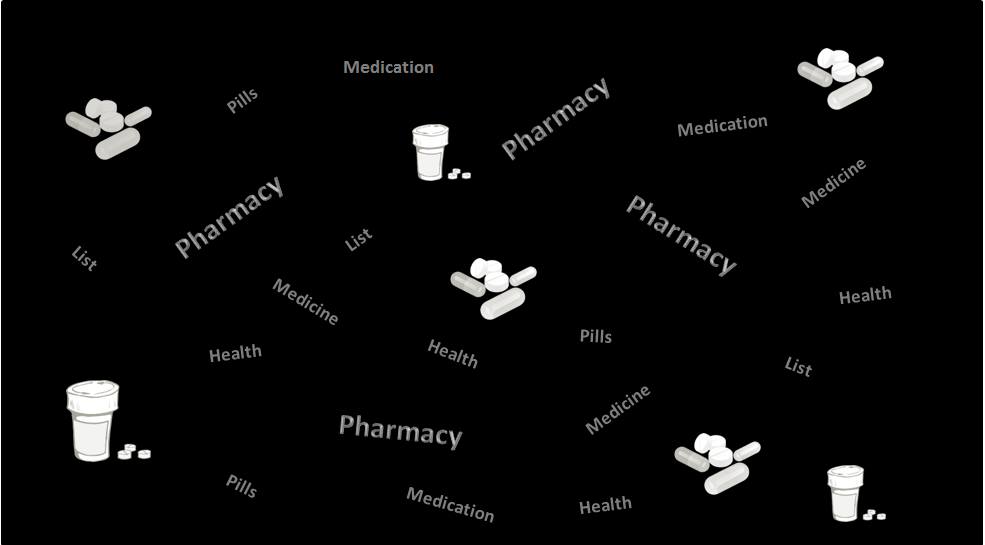 Medication
Pills
Pharmacy
Medication
Medicine
Pharmacy
List
Pharmacy
List
Medicine
Health
Health
Health
Pills
List
Medicine
Pharmacy
Pills
Medication
Health